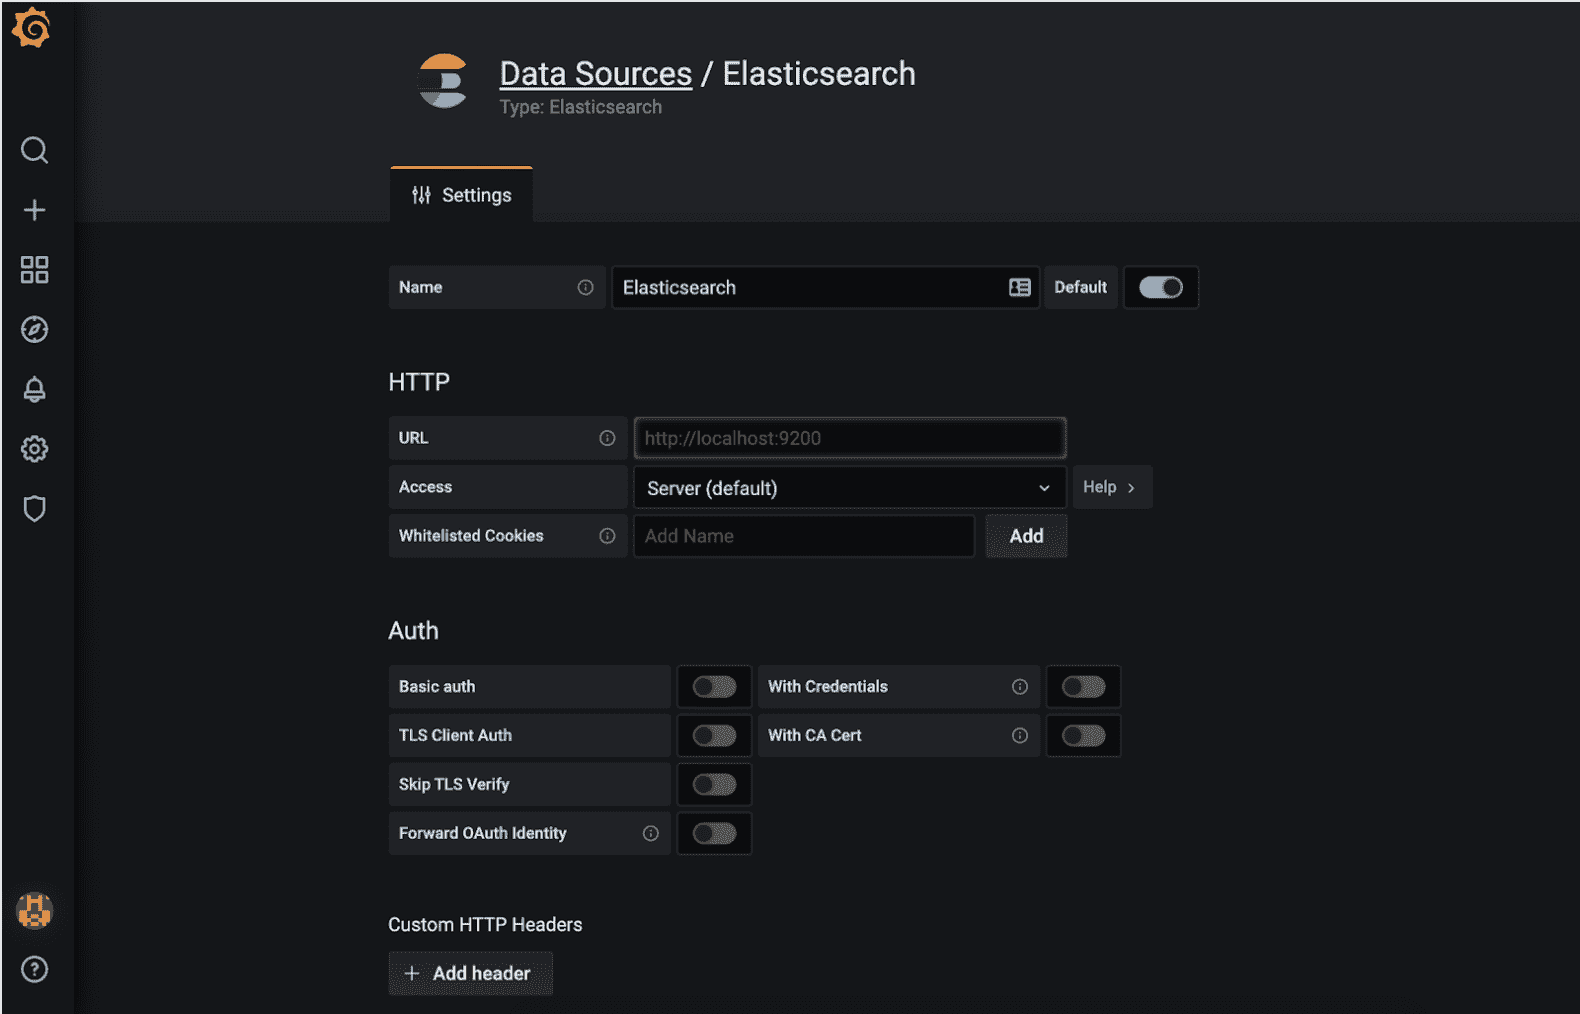 Data Sources / Elasticsearch
Type: Elasticsearch
Settings
Name
Elasticsearch
Default
HTTP
URL
http://localhost:9200
Access
Server (default)
Help
Whitelisted Cookies
Add Name
Add
Auth
Basic auth
With Credentials
TLS Client Auth
With CA Cert
Skip TLS Verify
Forward OAuth Identity
Custom HTTP Headers
Add header